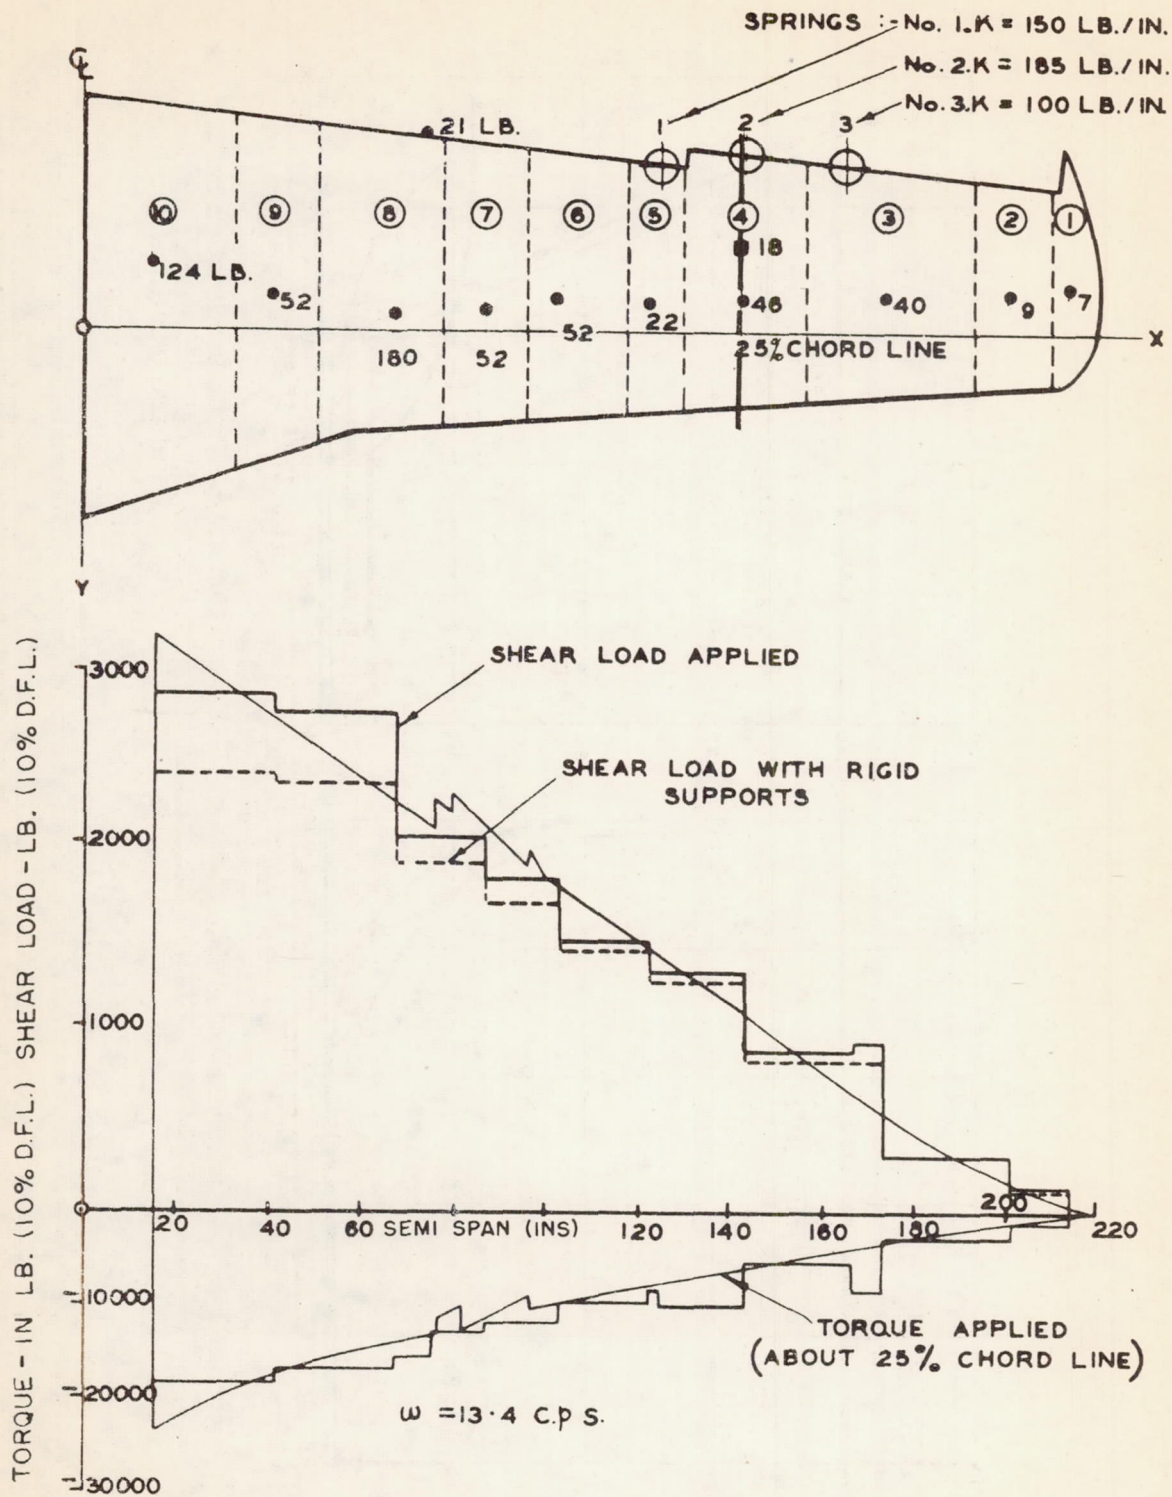 SPRINGS :- No. 1. K = 150 LB./IN.
No. 2. K = 185 LB./IN.
No. 3. K = 100 LB./IN.
℄
21 LB.
1
2
3
⑩
⑨
⑧
⑦
⑥
⑤
④
③
②
①
18
124 LB.
52
180
52
52
22
46
40
9
7
O
X
25% CHORD LINE
Y
TORQUE - IN LB. (10% D.F.L.) SHEAR LOAD - LB. (10% D.F.L.)
3000
SHEAR LOAD APPLIED
SHEAR LOAD WITH RIGID
SUPPORTS
2000
1000
O
20
40
60
SEMI SPAN (INS)
120
140
160
180
200
220
-10000
TORQUE APPLIED
(ABOUT 25% CHORD LINE)
-20000
ω = 13·4 C.P S.
-30000